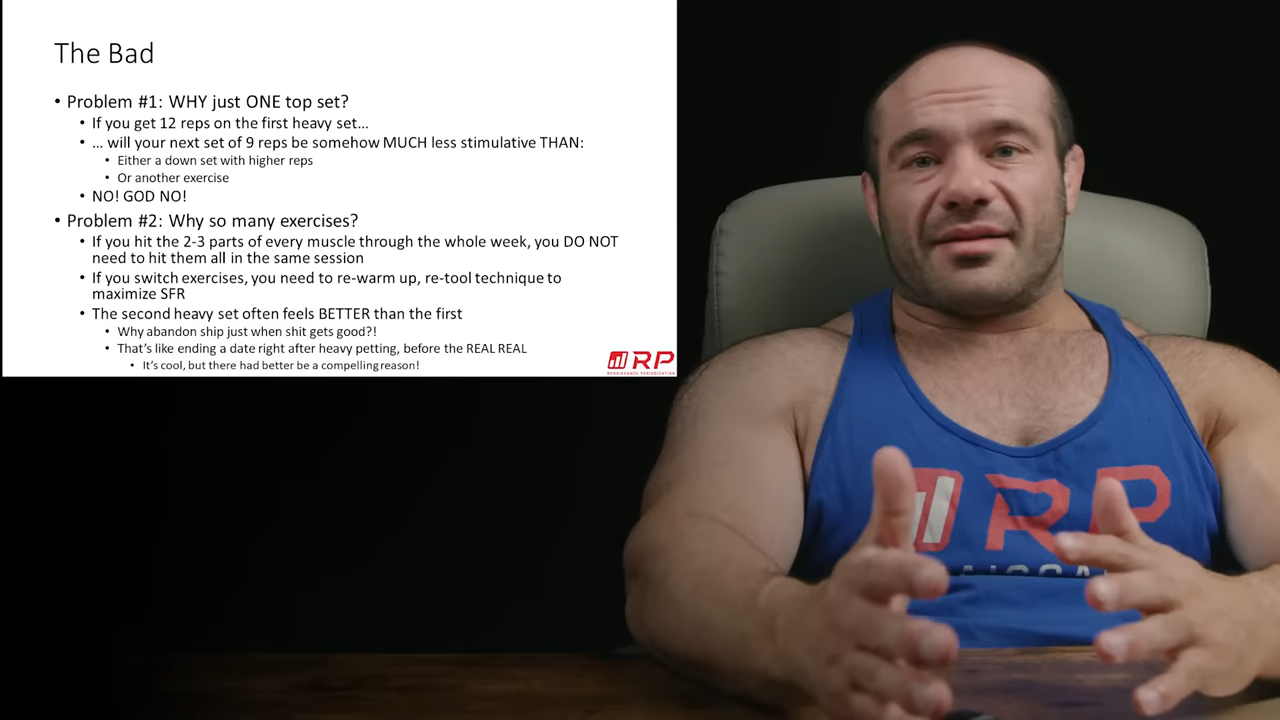 The Bad
• Problem #1: WHY just ONE top set?
• If you get 12 reps on the first heavy set...
• ... will your next set of 9 reps be somehow MUCH less stimulative THAN:
• Either a down set with higher reps
• Or another exercise
• NO! GOD NO!
• Problem #2: Why so many exercises?
• If you hit the 2-3 parts of every muscle through the whole week, you DO NOT
need to hit them all in the same session
• If you switch exercises, you need to re-warm up, re-tool technique to
maximize SFR
• The second heavy set often feels BETTER than the first
• Why abandon ship just when shit gets good?!
• That's like ending a date right after heavy petting, before the REAL REAL
• It's cool, but there had better be a compelling reason!
RP
RENAISSANCE PERIODIZATION
RP